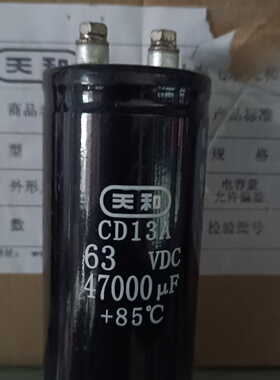 天和
商品
产品标准
型
规 格
外形
电容量
允许偏差
数
检验批号
天和
CD13A
63 VDC
47000μF
+85℃